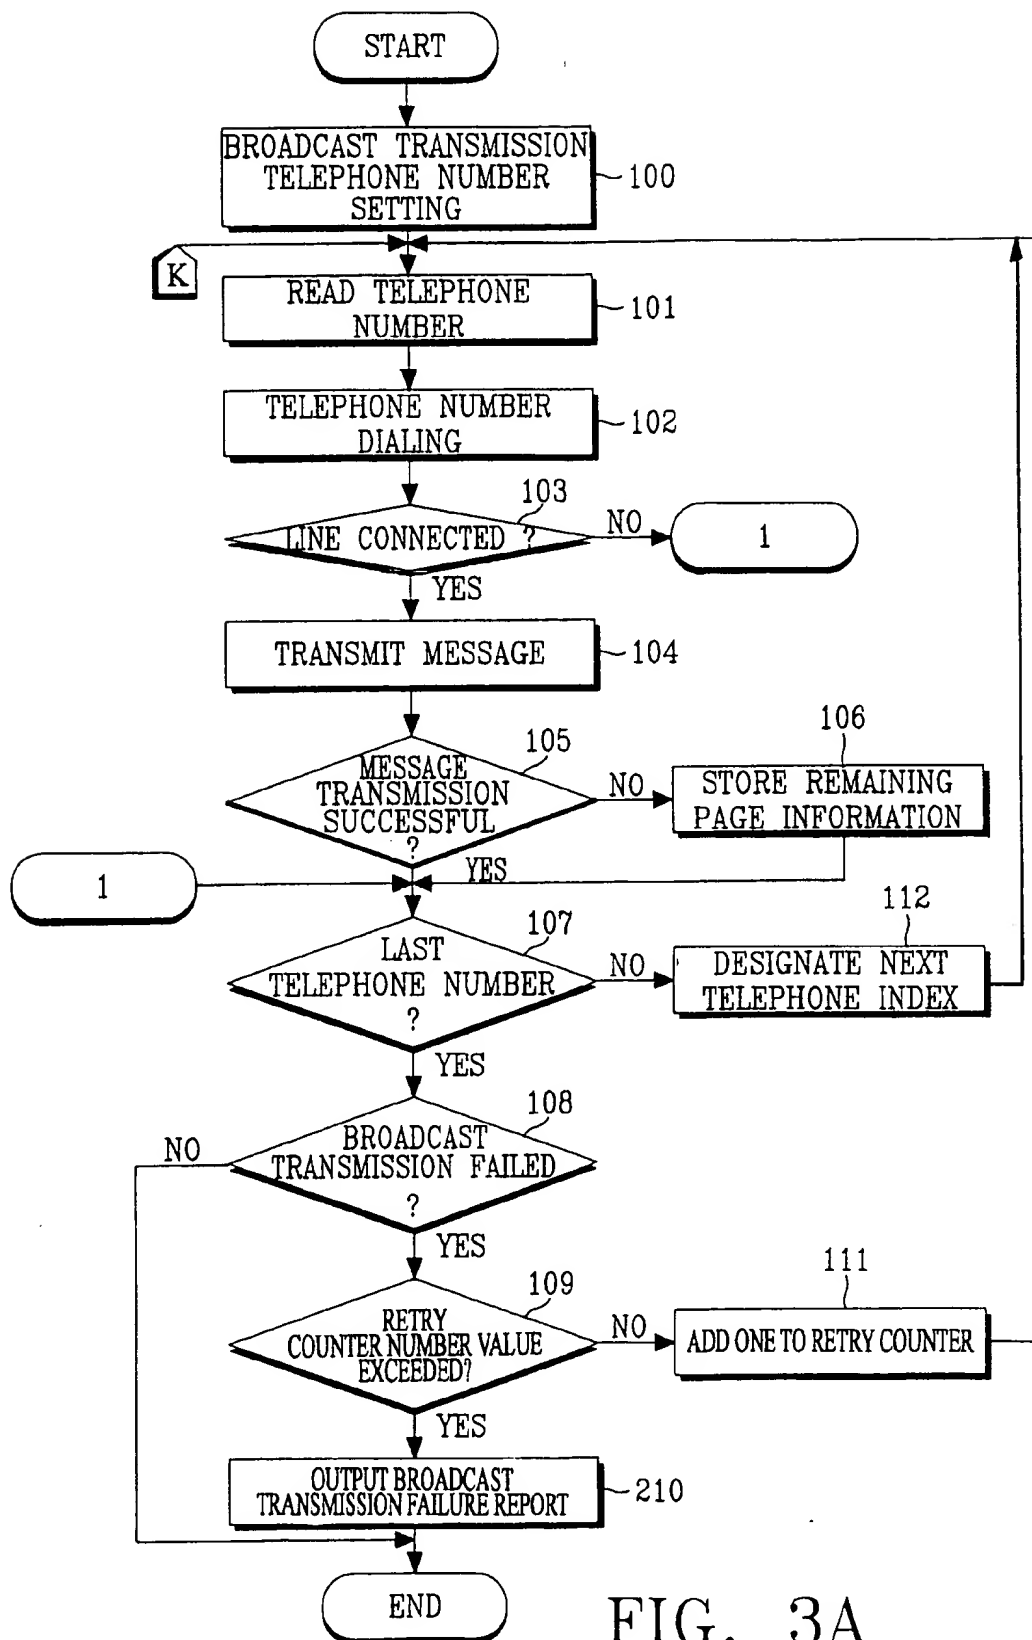 START
BROADCAST TRANSMISSION
TELEPHONE NUMBER
SETTING
100
K
READ TELEPHONE
NUMBER
101
TELEPHONE NUMBER
DIALING
102
103
LINE CONNECTED ?
NO
1
YES
TRANSMIT MESSAGE
104
105
MESSAGE
TRANSMISSION
SUCCESSFUL
?
NO
106
STORE REMAINING
PAGE INFORMATION
YES
1
107
LAST
TELEPHONE NUMBER
?
NO
112
DESIGNATE NEXT
TELEPHONE INDEX
YES
108
BROADCAST
TRANSMISSION FAILED
?
NO
YES
109
RETRY
COUNTER NUMBER VALUE
EXCEEDED?
NO
111
ADD ONE TO RETRY COUNTER
YES
OUTPUT BROADCAST
TRANSMISSION FAILURE REPORT
210
END
FIG. 3A